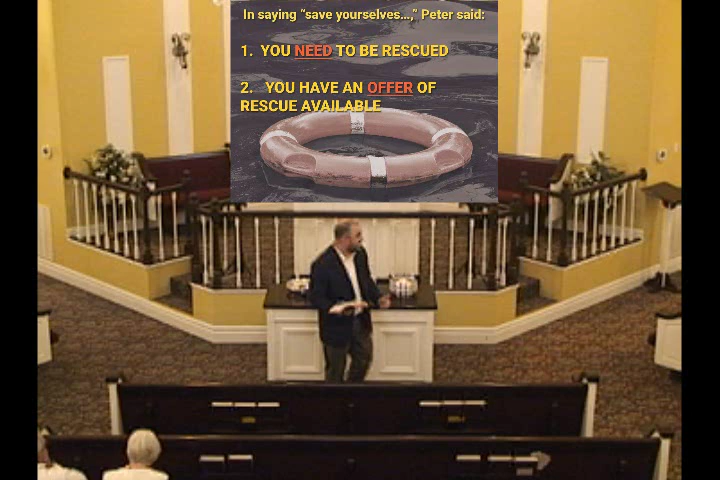 In saying “save yourselves...,” Peter said:
1. YOU NEED TO BE RESCUED
2. YOU HAVE AN OFFER OF
RESCUE AVAILABLE